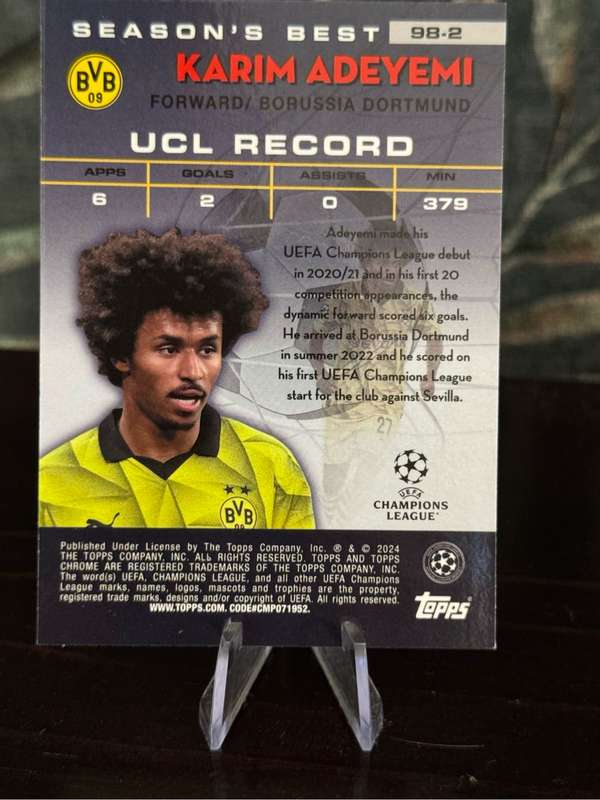 SEASON'S BEST 98-2
BVB
09
KARIM ADEYEMI
FORWARD/ BORUSSIA DORTMUND
UCL RECORD
APPS GOALS ASSISTS MIN
6 2 0 379
Adeyemi made his
UEFA Champions League debut
in 2020/21 and in his first 20
competition appearances, the
dynamic forward scored six goals.
He arrived at Borussia Dortmund
in summer 2022 and he scored on
his first UEFA Champions League
start for the club against Sevilla.
27
BVB
09
UEFA
CHAMPIONS
LEAGUE
Published Under License by The Topps Company, Inc. ® & © 2024
THE TOPPS COMPANY, INC. ALL RIGHTS RESERVED. TOPPS AND TOPPS
CHROME ARE REGISTERED TRADEMARKS OF THE TOPPS COMPANY, INC.
The word(s) UEFA, CHAMPIONS LEAGUE, and all other UEFA Champions
League marks, names, logos, mascots and trophies are the property,
registered trade marks, designs and/or copyright of UEFA. All rights reserved.
WWW.TOPPS.COM. CODE#CMP071952.
topps